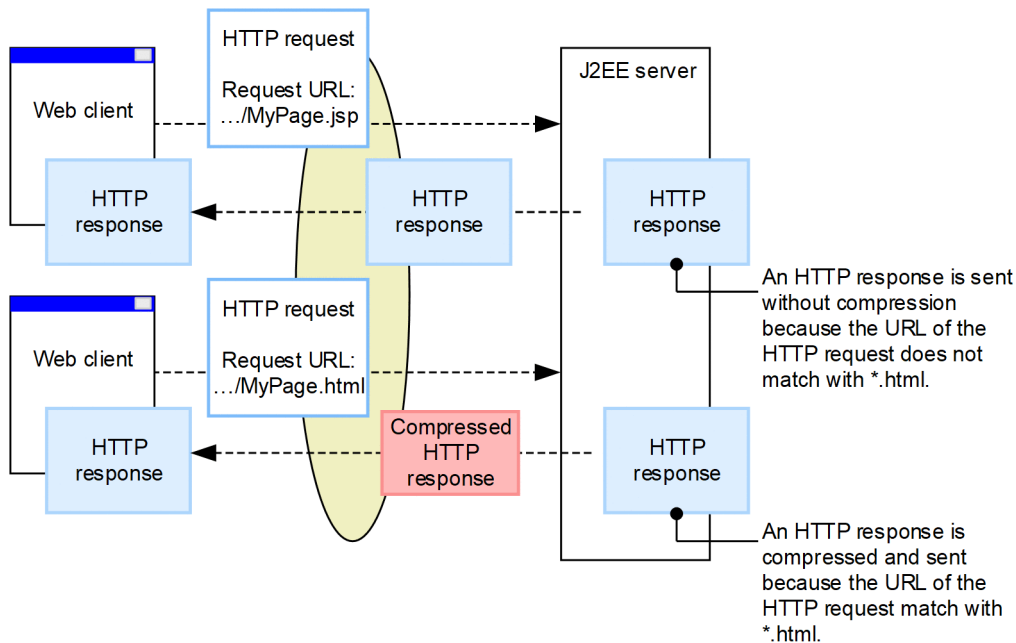 HTTP request
Request URL:
…/MyPage.jsp
J2EE server
Web client
HTTP
response
HTTP
response
HTTP
response
An HTTP response is sent
without compression
because the URL of the
HTTP request does not
match with *.html.
HTTP request
Request URL:
…/MyPage.html
Web client
HTTP
response
Compressed
HTTP
response
HTTP
response
An HTTP response is
compressed and sent
because the URL of the
HTTP request match with
*.html.